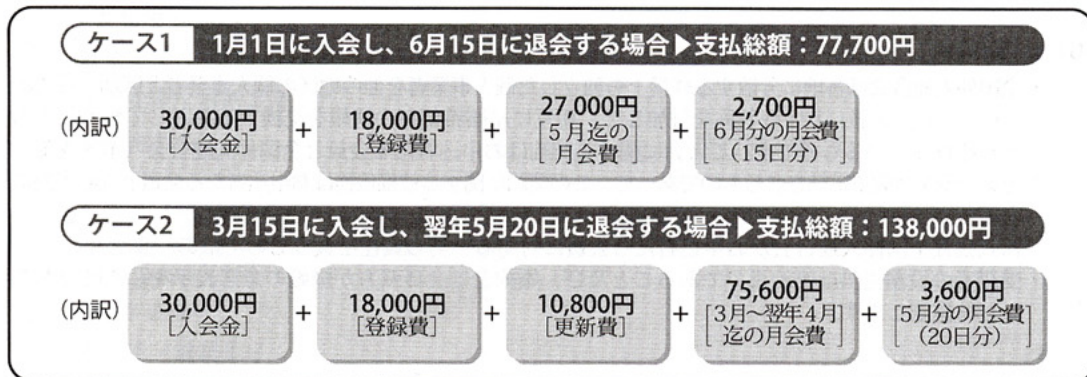 ケース1 1月1日に入会し、6月15日に退会する場合▶支払総額：77,700円
(内訳) 30,000円 + 18,000円 + 27,000円 + 2,700円
[入会金] [登録費] [5月迄の月会費] [6月分の月会費(15日分)]
ケース2 3月15日に入会し、翌年5月20日に退会する場合▶支払総額：138,000円
(内訳) 30,000円 + 18,000円 + 10,800円 + 75,600円 + 3,600円
[入会金] [登録費] [更新費] [3月〜翌年4月迄の月会費] [5月分の月会費(20日分)]